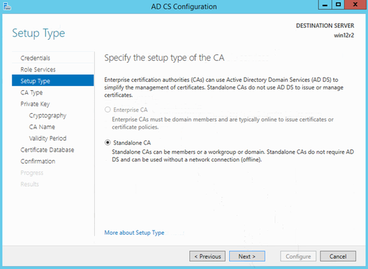 AD CS Configuration
DESTINATION SERVER
win12r2
Setup Type
Credentials
Role Services
Setup Type
CA Type
Private Key
Cryptography
CA Name
Validity Period
Certificate Database
Confirmation
Progress
Results
Specify the setup type of the CA
Enterprise certification authorities (CAs) can use Active Directory Domain Services (AD DS) to
simplify the management of certificates. Standalone CAs do not use AD DS to issue or manage
certificates.
Enterprise CA
Enterprise CAs must be domain members and are typically online to issue certificates or
certificate policies.
Standalone CA
Standalone CAs can be members or a workgroup or domain. Standalone CAs do not require AD
DS and can be used without a network connection (offline).
More about Setup Type
< Previous
Next >
Configure
Cancel